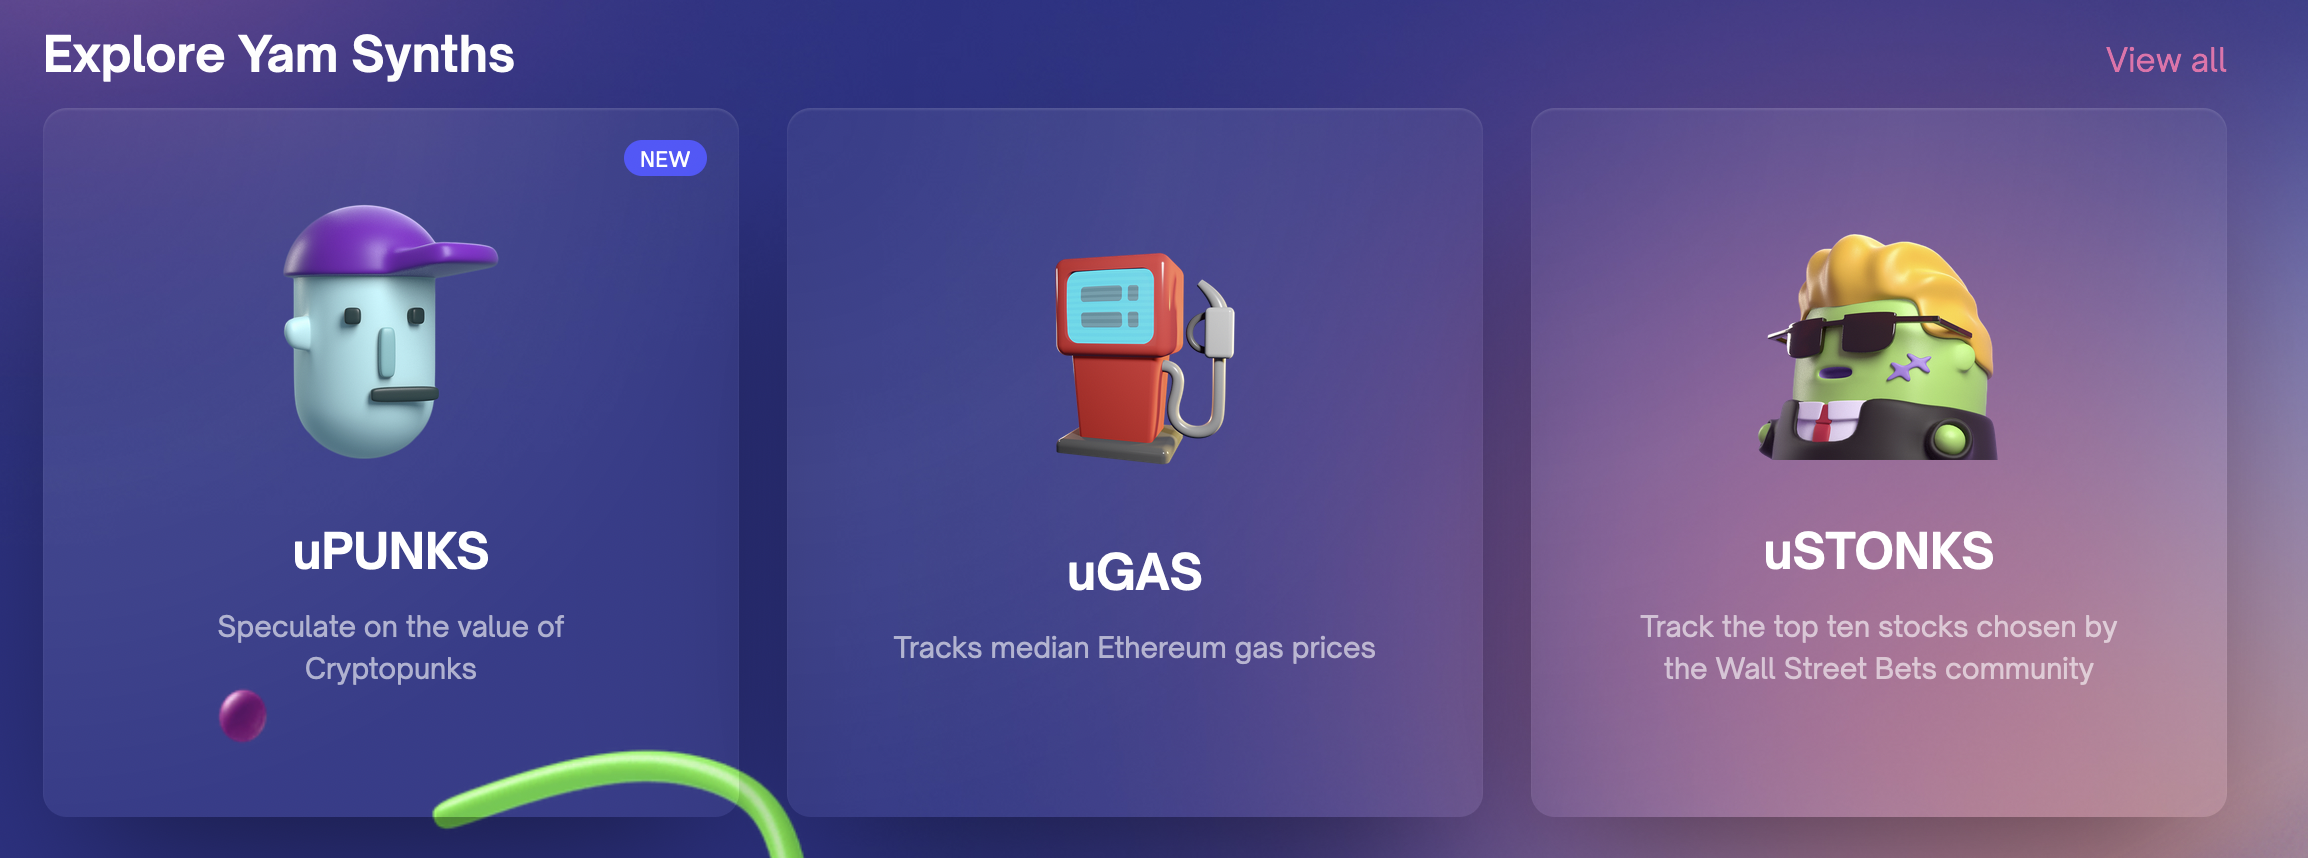 Explore Yam Synths
View all
NEW
uPUNKS
Speculate on the value of
Cryptopunks
uGAS
Tracks median Ethereum gas prices
uSTONKS
Track the top ten stocks chosen by
the Wall Street Bets community